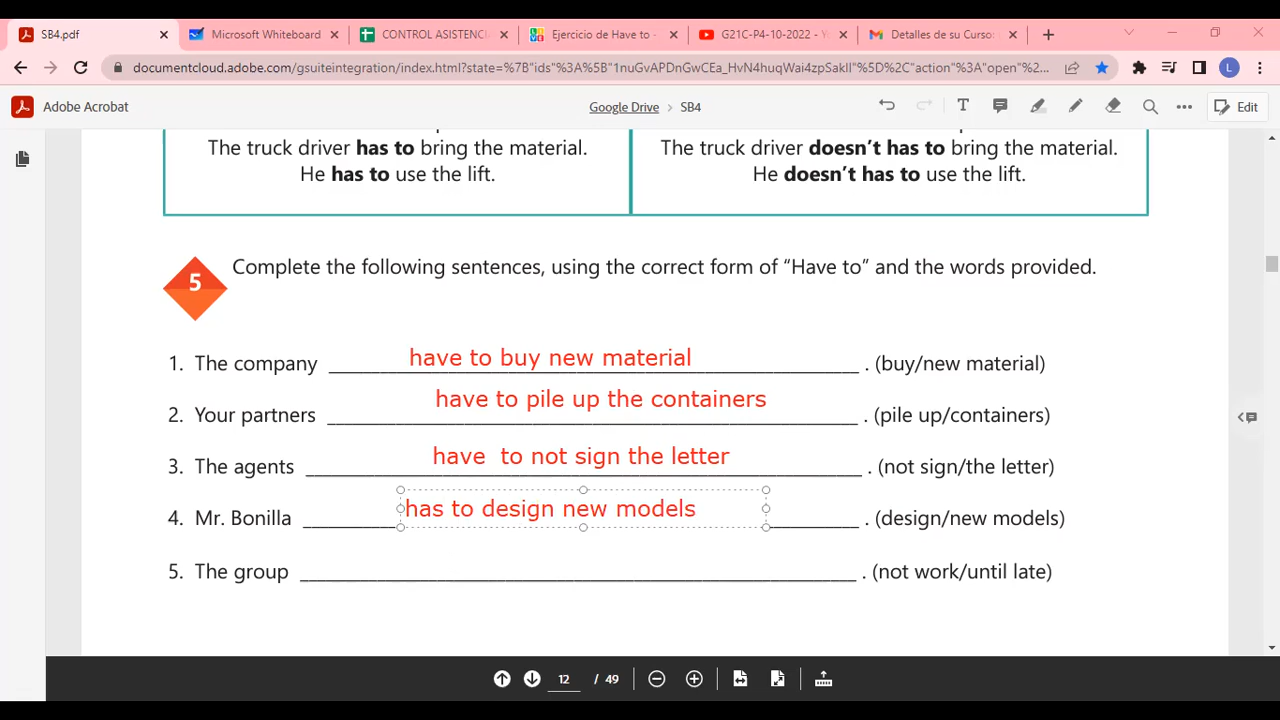 SB4.pdf
Microsoft Whiteboard
CONTROL ASISTENCI
Ejercicio de Have to -
G21C-P4-10-2022 - Y
Detalles de su Curso:
documentcloud.adobe.com/gsuiteintegration/index.html?state=%7B"ids"%3A%5B"1nuGvAPDnGwCEa_HvN4huqWai4zpSakIl"%5D%2C"action"%3A"open"%2...
L
Adobe Acrobat
Google Drive > SB4
Edit
The truck driver has to bring the material.
He has to use the lift.
The truck driver doesn't has to bring the material.
He doesn't has to use the lift.
5 Complete the following sentences, using the correct form of “Have to” and the words provided.
1. The company have to buy new material . (buy/new material)
2. Your partners have to pile up the containers . (pile up/containers)
3. The agents have  to not sign the letter . (not sign/the letter)
4. Mr. Bonilla has to design new models . (design/new models)
5. The group ______ . (not work/until late)
12 / 49